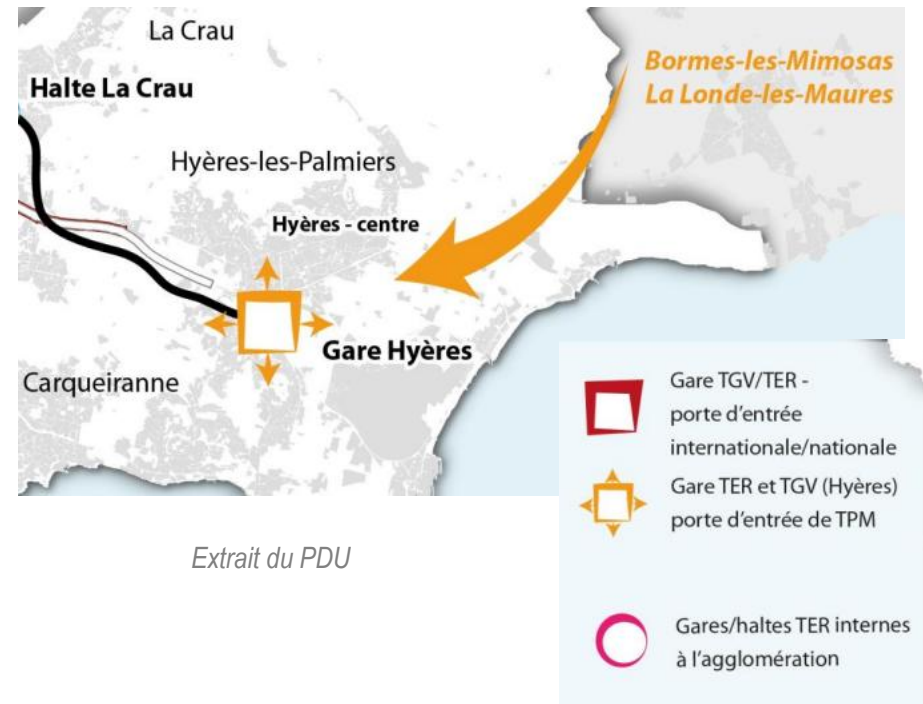 La Crau
Halte La Crau
Bormes-les-Mimosas
La Londe-les-Maures
Hyères-les-Palmiers
Hyères - centre
Gare Hyères
Carqueiranne
Gare TGV/TER -
porte d'entrée
internationale/nationale
Gare TER et TGV (Hyères)
porte d'entrée de TPM
Gares/haltes TER internes
à l'agglomération
Extrait du PDU